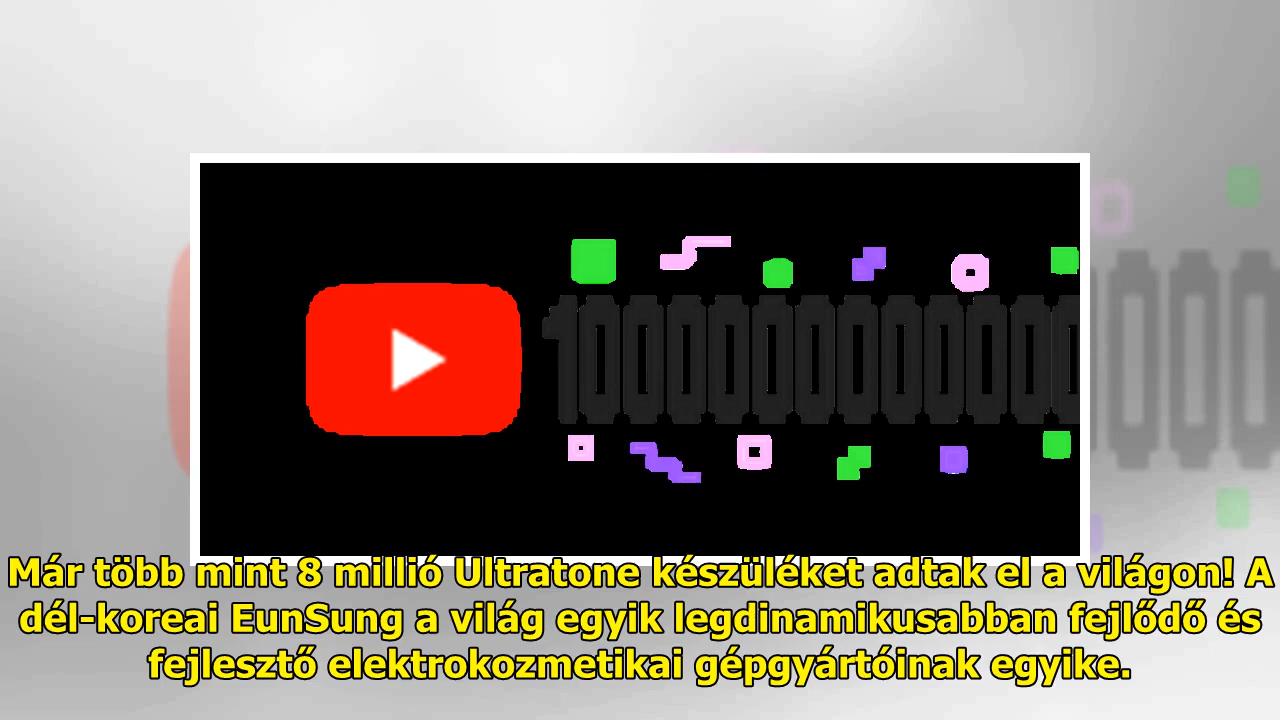 1000000000000
Már több mint 8 millió Ultratone készüléket adtak el a világon! A
dél-koreai EunSung a világ egyik legdinamikusabban fejlődő és
fejlesztő elektrokozmetikai gépgyártóinak egyike.